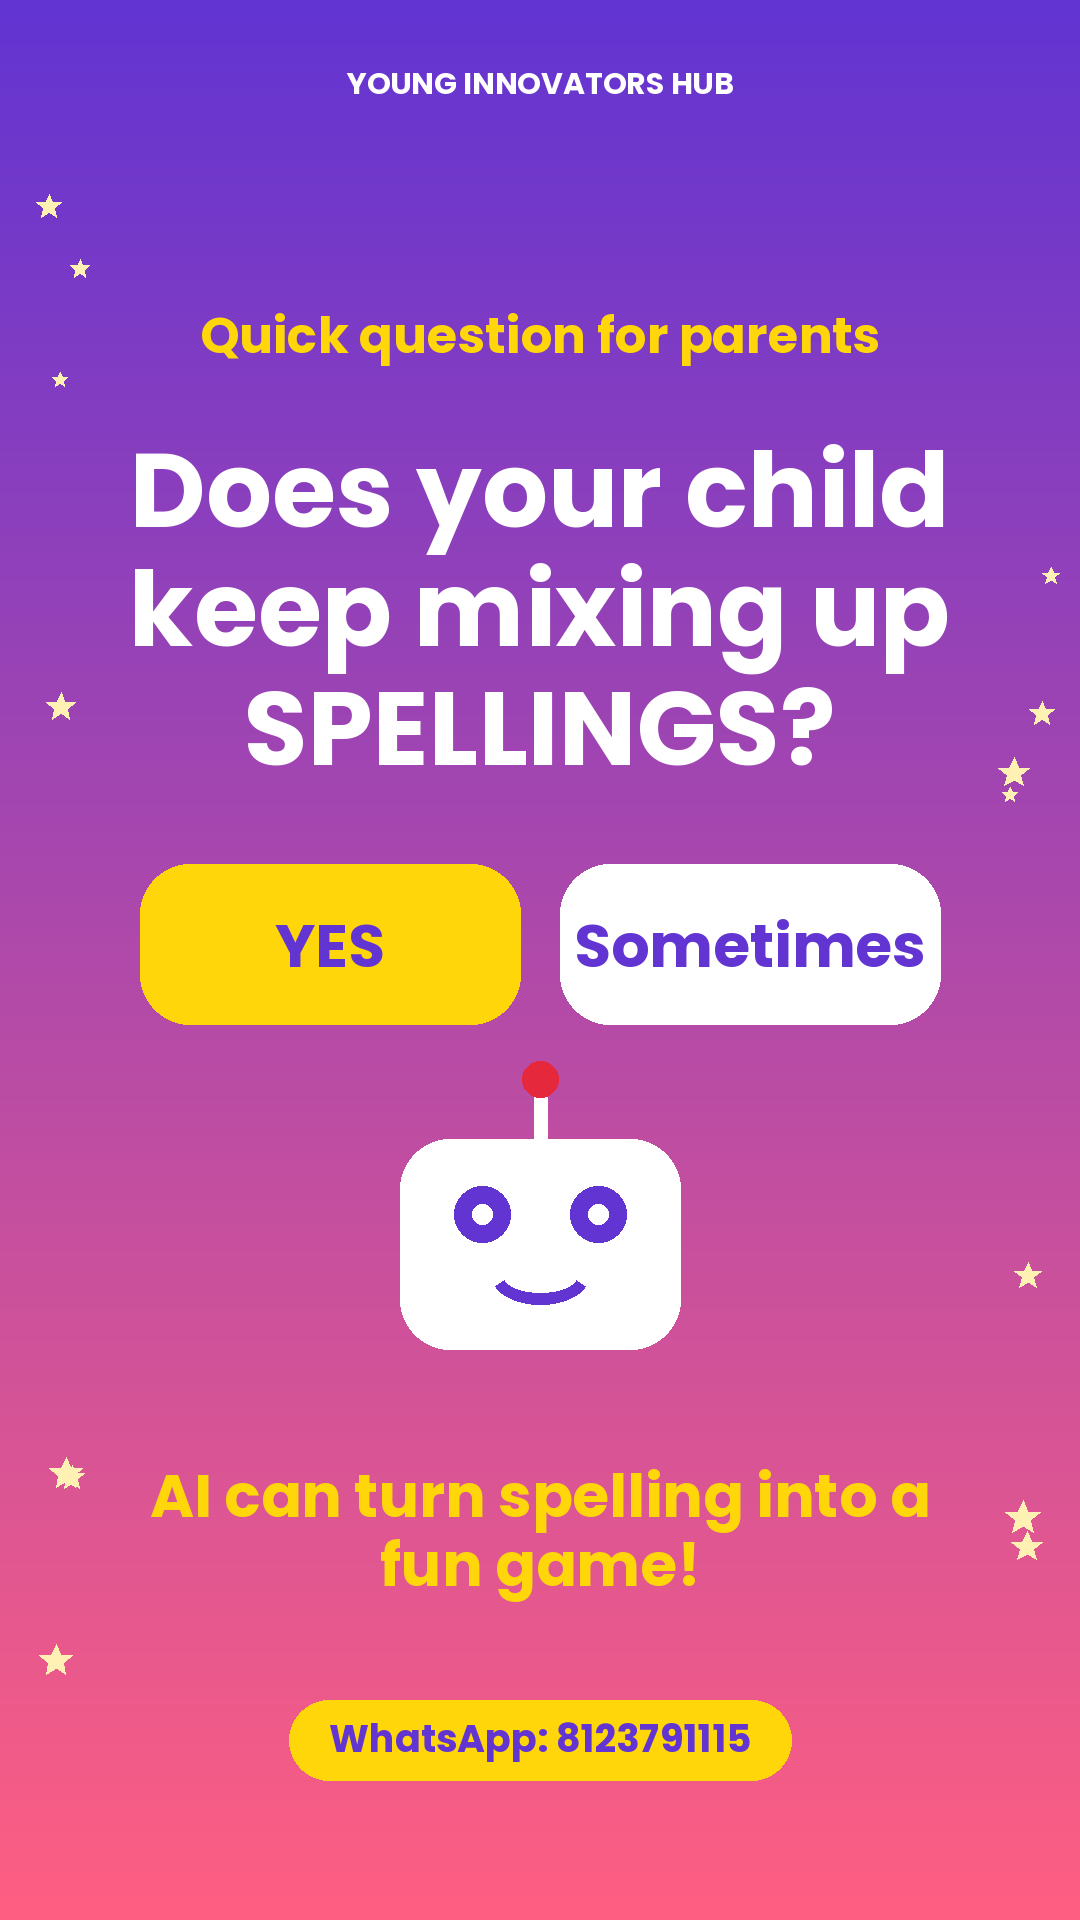 YOUNG INNOVATORS HUB
Quick question for parents
Does your child
keep mixing up
SPELLINGS?
YES
Sometimes
AI can turn spelling into a
fun game!
WhatsApp: 8123791115